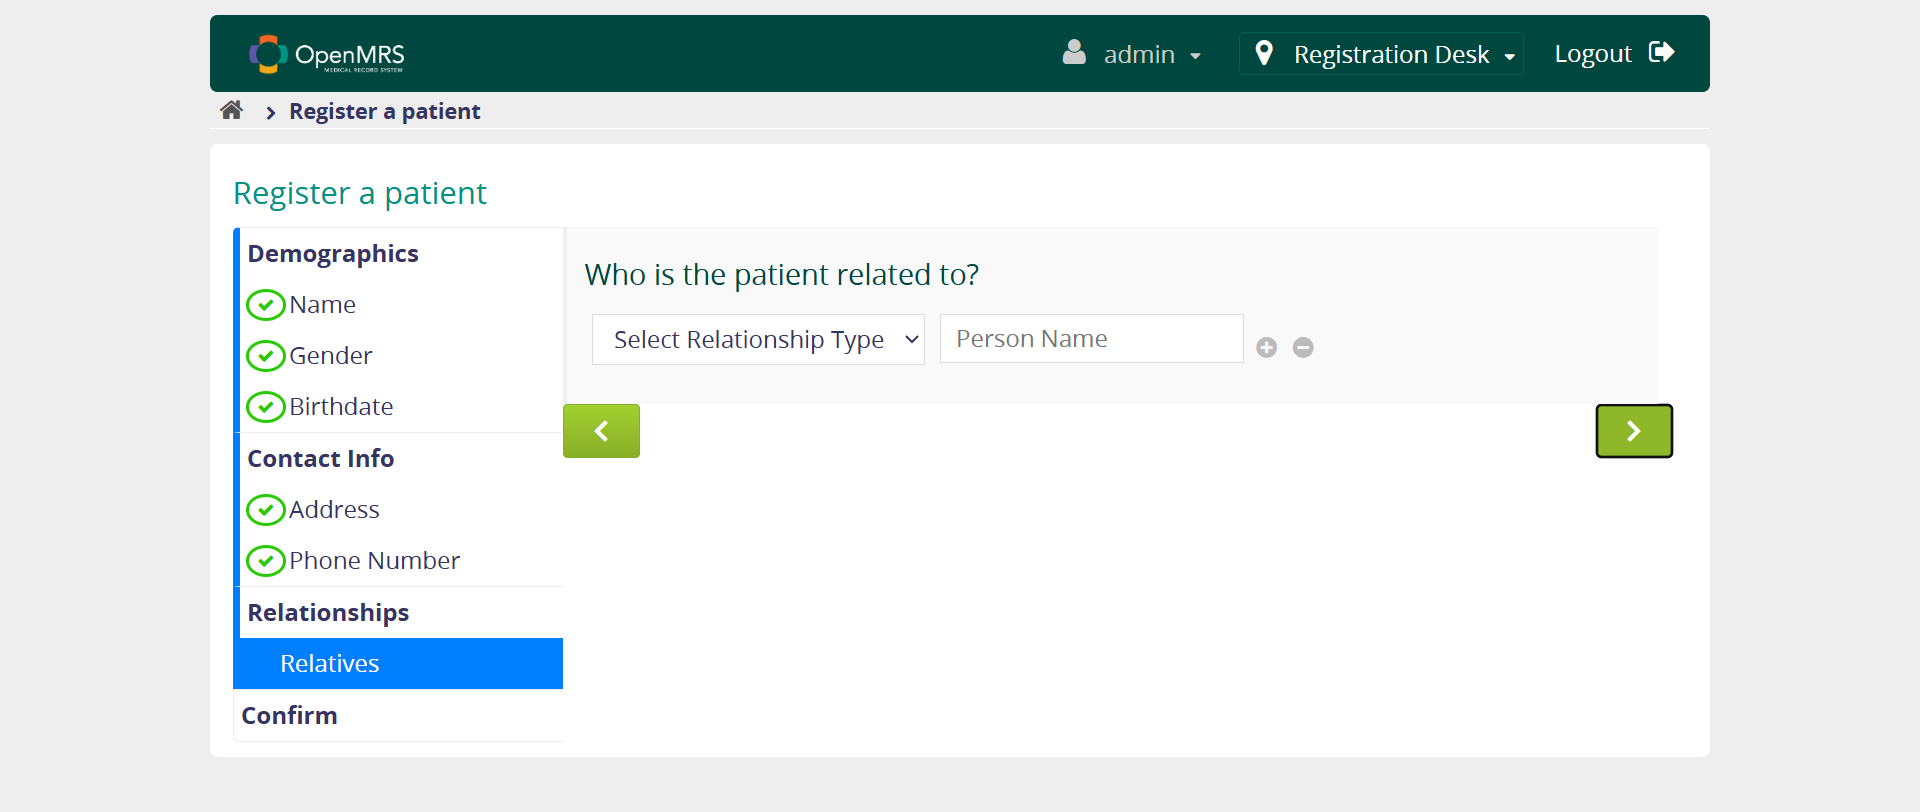 OpenMRS
MEDICAL RECORD SYSTEM
admin
Registration Desk
Logout
Register a patient
Register a patient
Demographics
Name
Gender
Birthdate
Contact Info
Address
Phone Number
Relationships
Relatives
Confirm
Who is the patient related to?
Select Relationship Type
Person Name